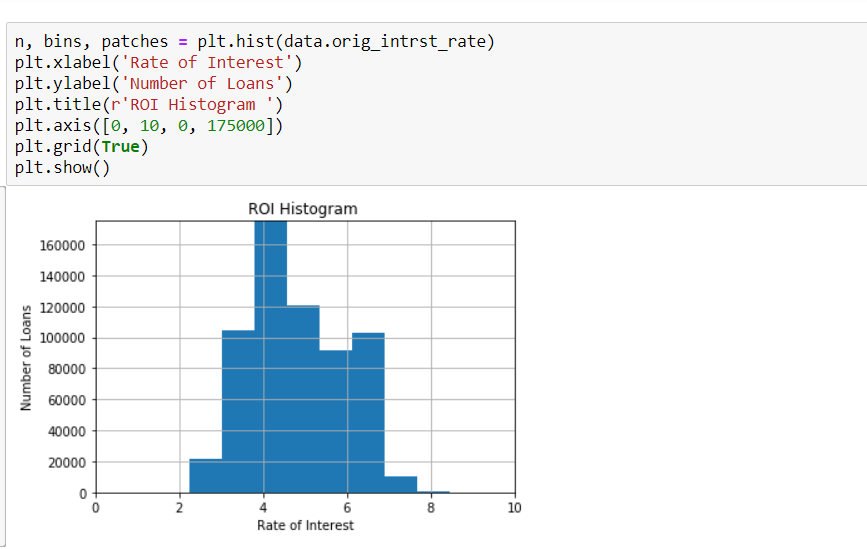 n, bins, patches = plt.hist(data.orig_intrst_rate)
plt.xlabel('Rate of Interest')
plt.ylabel('Number of Loans')
plt.title(r'ROI Histogram ')
plt.axis([0, 10, 0, 175000])
plt.grid(True)
plt.show()
ROI Histogram
160000
140000
120000
100000
80000
60000
40000
20000
0
Number of Loans
0 2 4 6 8 10
Rate of Interest